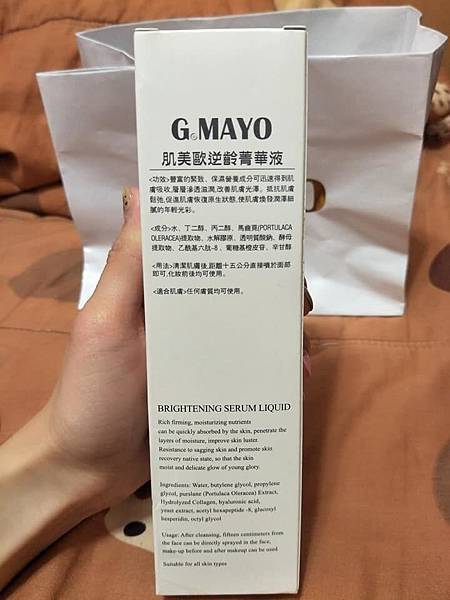 G.MAYO
肌美歐逆齡菁華液
<功效>豐富的緊致、保濕營養成分可迅速得到肌
膚吸收,層層滲透滋潤,改善肌膚光澤。抵抗肌膚
鬆弛,促進肌膚恢復原生狀態,使肌膚煥發潤澤細
膩的年輕光彩。
<成分>水、丁二醇、丙二醇、馬齒莧(PORTULACA
OLERACEA)提取物、水解膠原、透明質酸鈉、酵母
提取物、乙酰基六肽-8、葡糖基橙皮苷、辛甘醇
<用法>清潔肌膚後,距離十五公分直接噴於面部
即可,化妝前後均可使用。
<適合肌膚>任何膚質均可使用。
BRIGHTENING SERUM LIQUID
Rich firming, moisturizing nutrients
can be quickly absorbed by the skin, penetrate the
layers of moisture, improve skin luster.
Resistance to sagging skin and promote skin
recovery native state, so that the skin
moist and delicate glow of young glory.
Ingredients: Water, butylene glycol, propylene
glycol, purslane (Portulaca Oleracea) Extract,
Hydrolyzed Collagen, hyaluronic acid,
yeast extract, acetyl hexapeptide -8, glucosyl
hesperidin, octyl glycol
Usage: After cleansing, fifteen centimeters from
the face can be directly sprayed in the face,
make-up before and after makeup can be used
Suitable for all skin types